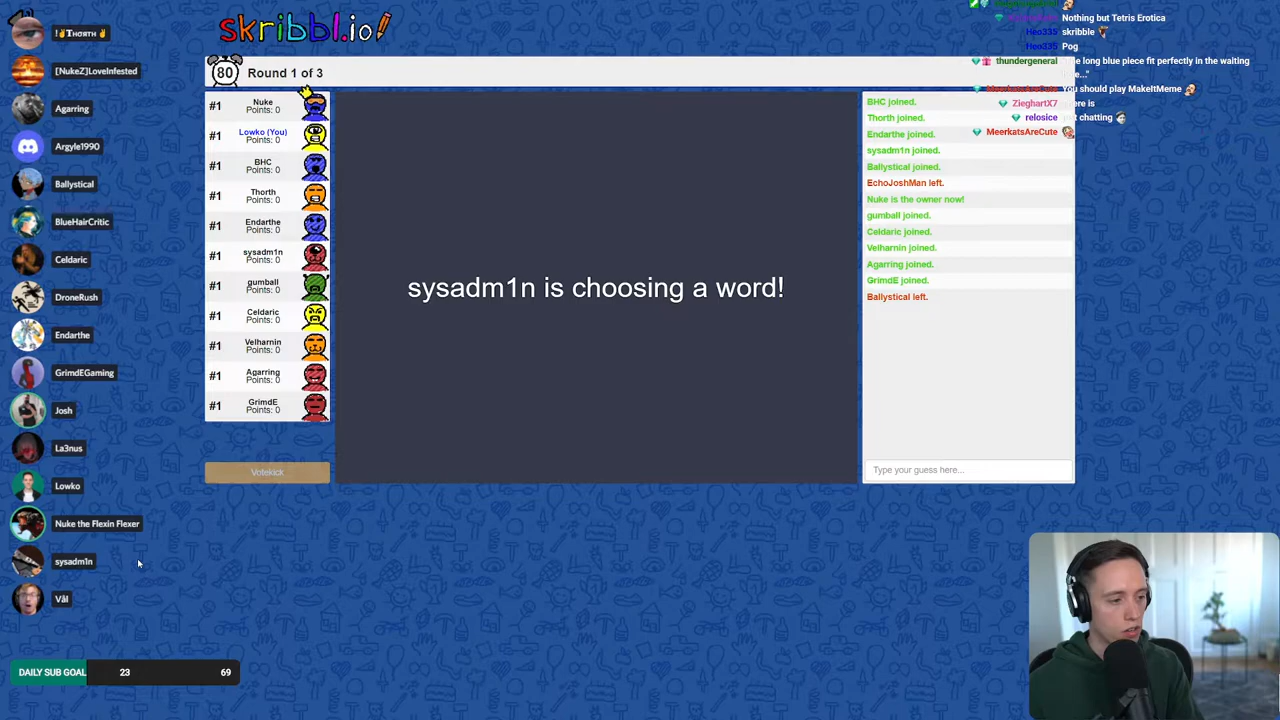 !✌Thorth✌
[NukeZ]LoveInfested
Agarring
Argyle1990
Ballystical
BlueHairCritic
Celdaric
DroneRush
Endarthe
GrimdEGaming
Josh
La3nus
Lowko
Nuke the Flexin Flexer
sysadm1n
Vål
DAILY SUB GOAL 23 69
skribbl.io
80 Round 1 of 3
#1 Nuke
Points: 0
#1 Lowko (You)
Points: 0
#1 BHC
Points: 0
#1 Thorth
Points: 0
#1 Endarthe
Points: 0
#1 sysadm1n
Points: 0
#1 gumball
Points: 0
#1 Celdaric
Points: 0
#1 Velharnin
Points: 0
#1 Agarring
Points: 0
#1 GrimdE
Points: 0
Votekick
sysadm1n is choosing a word!
BHC joined.
Thorth joined.
Endarthe joined.
sysadm1n joined.
Ballystical joined.
EchoJoshMan left.
Nuke is the owner now!
gumball joined.
Celdaric joined.
Velharnin joined.
Agarring joined.
GrimdE joined.
Ballystical left.
Type your guess here...
Nothing but Tetris Erotica
Heo335 skribble
Heo335 Pog
thundergeneral long blue piece fit perfectly in the waiting
MeerkatsAreCute You should play MakeItMeme
ZieghartX7
relosice chatting
MeerkatsAreCute